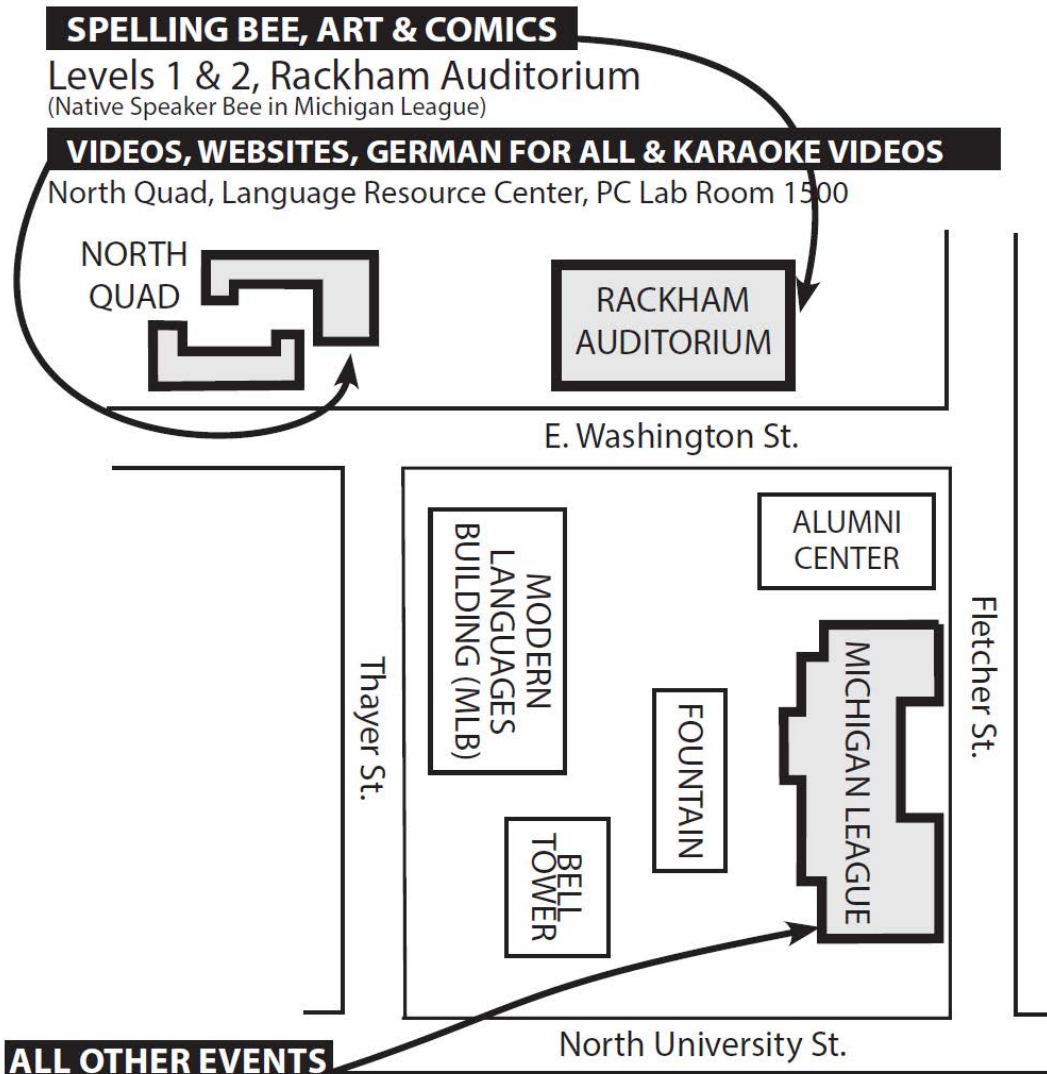 SPELLING BEE, ART & COMICS
Levels 1 & 2, Rackham Auditorium
(Native Speaker Bee in Michigan League)
VIDEOS, WEBSITES, GERMAN FOR ALL & KARAOKE VIDEOS
North Quad, Language Resource Center, PC Lab Room 1500
NORTH
QUAD
RACKHAM
AUDITORIUM
E. Washington St.
MODERN
LANGUAGES
BUILDING (MLB)
ALUMNI
CENTER
Thayer St.
FOUNTAIN
MICHIGAN LEAGUE
Fletcher St.
BELL
TOWER
North University St.
ALL OTHER EVENTS